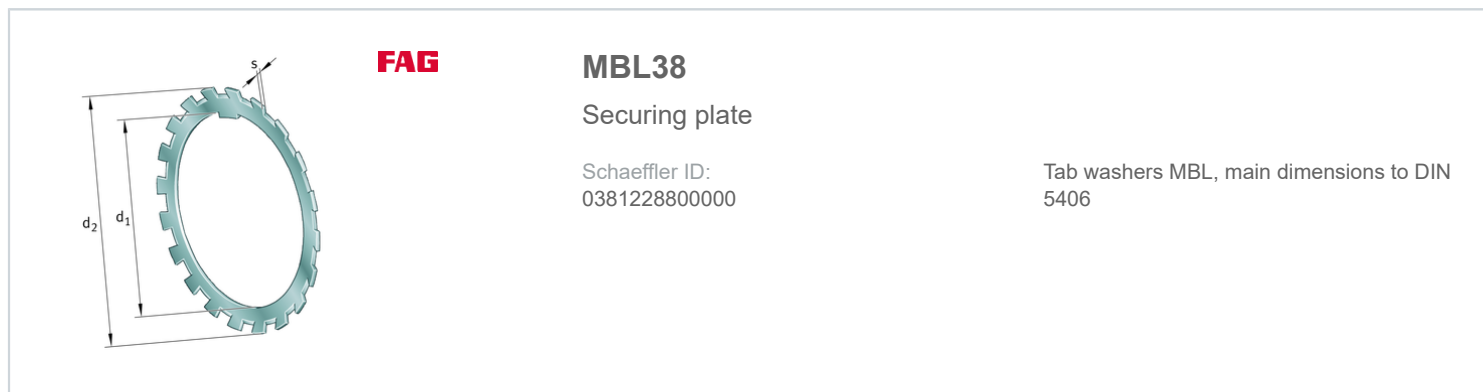 s
d2
d1
FAG
MBL38
Securing plate
Schaeffler ID:
0381228800000
Tab washers MBL, main dimensions to DIN
5406